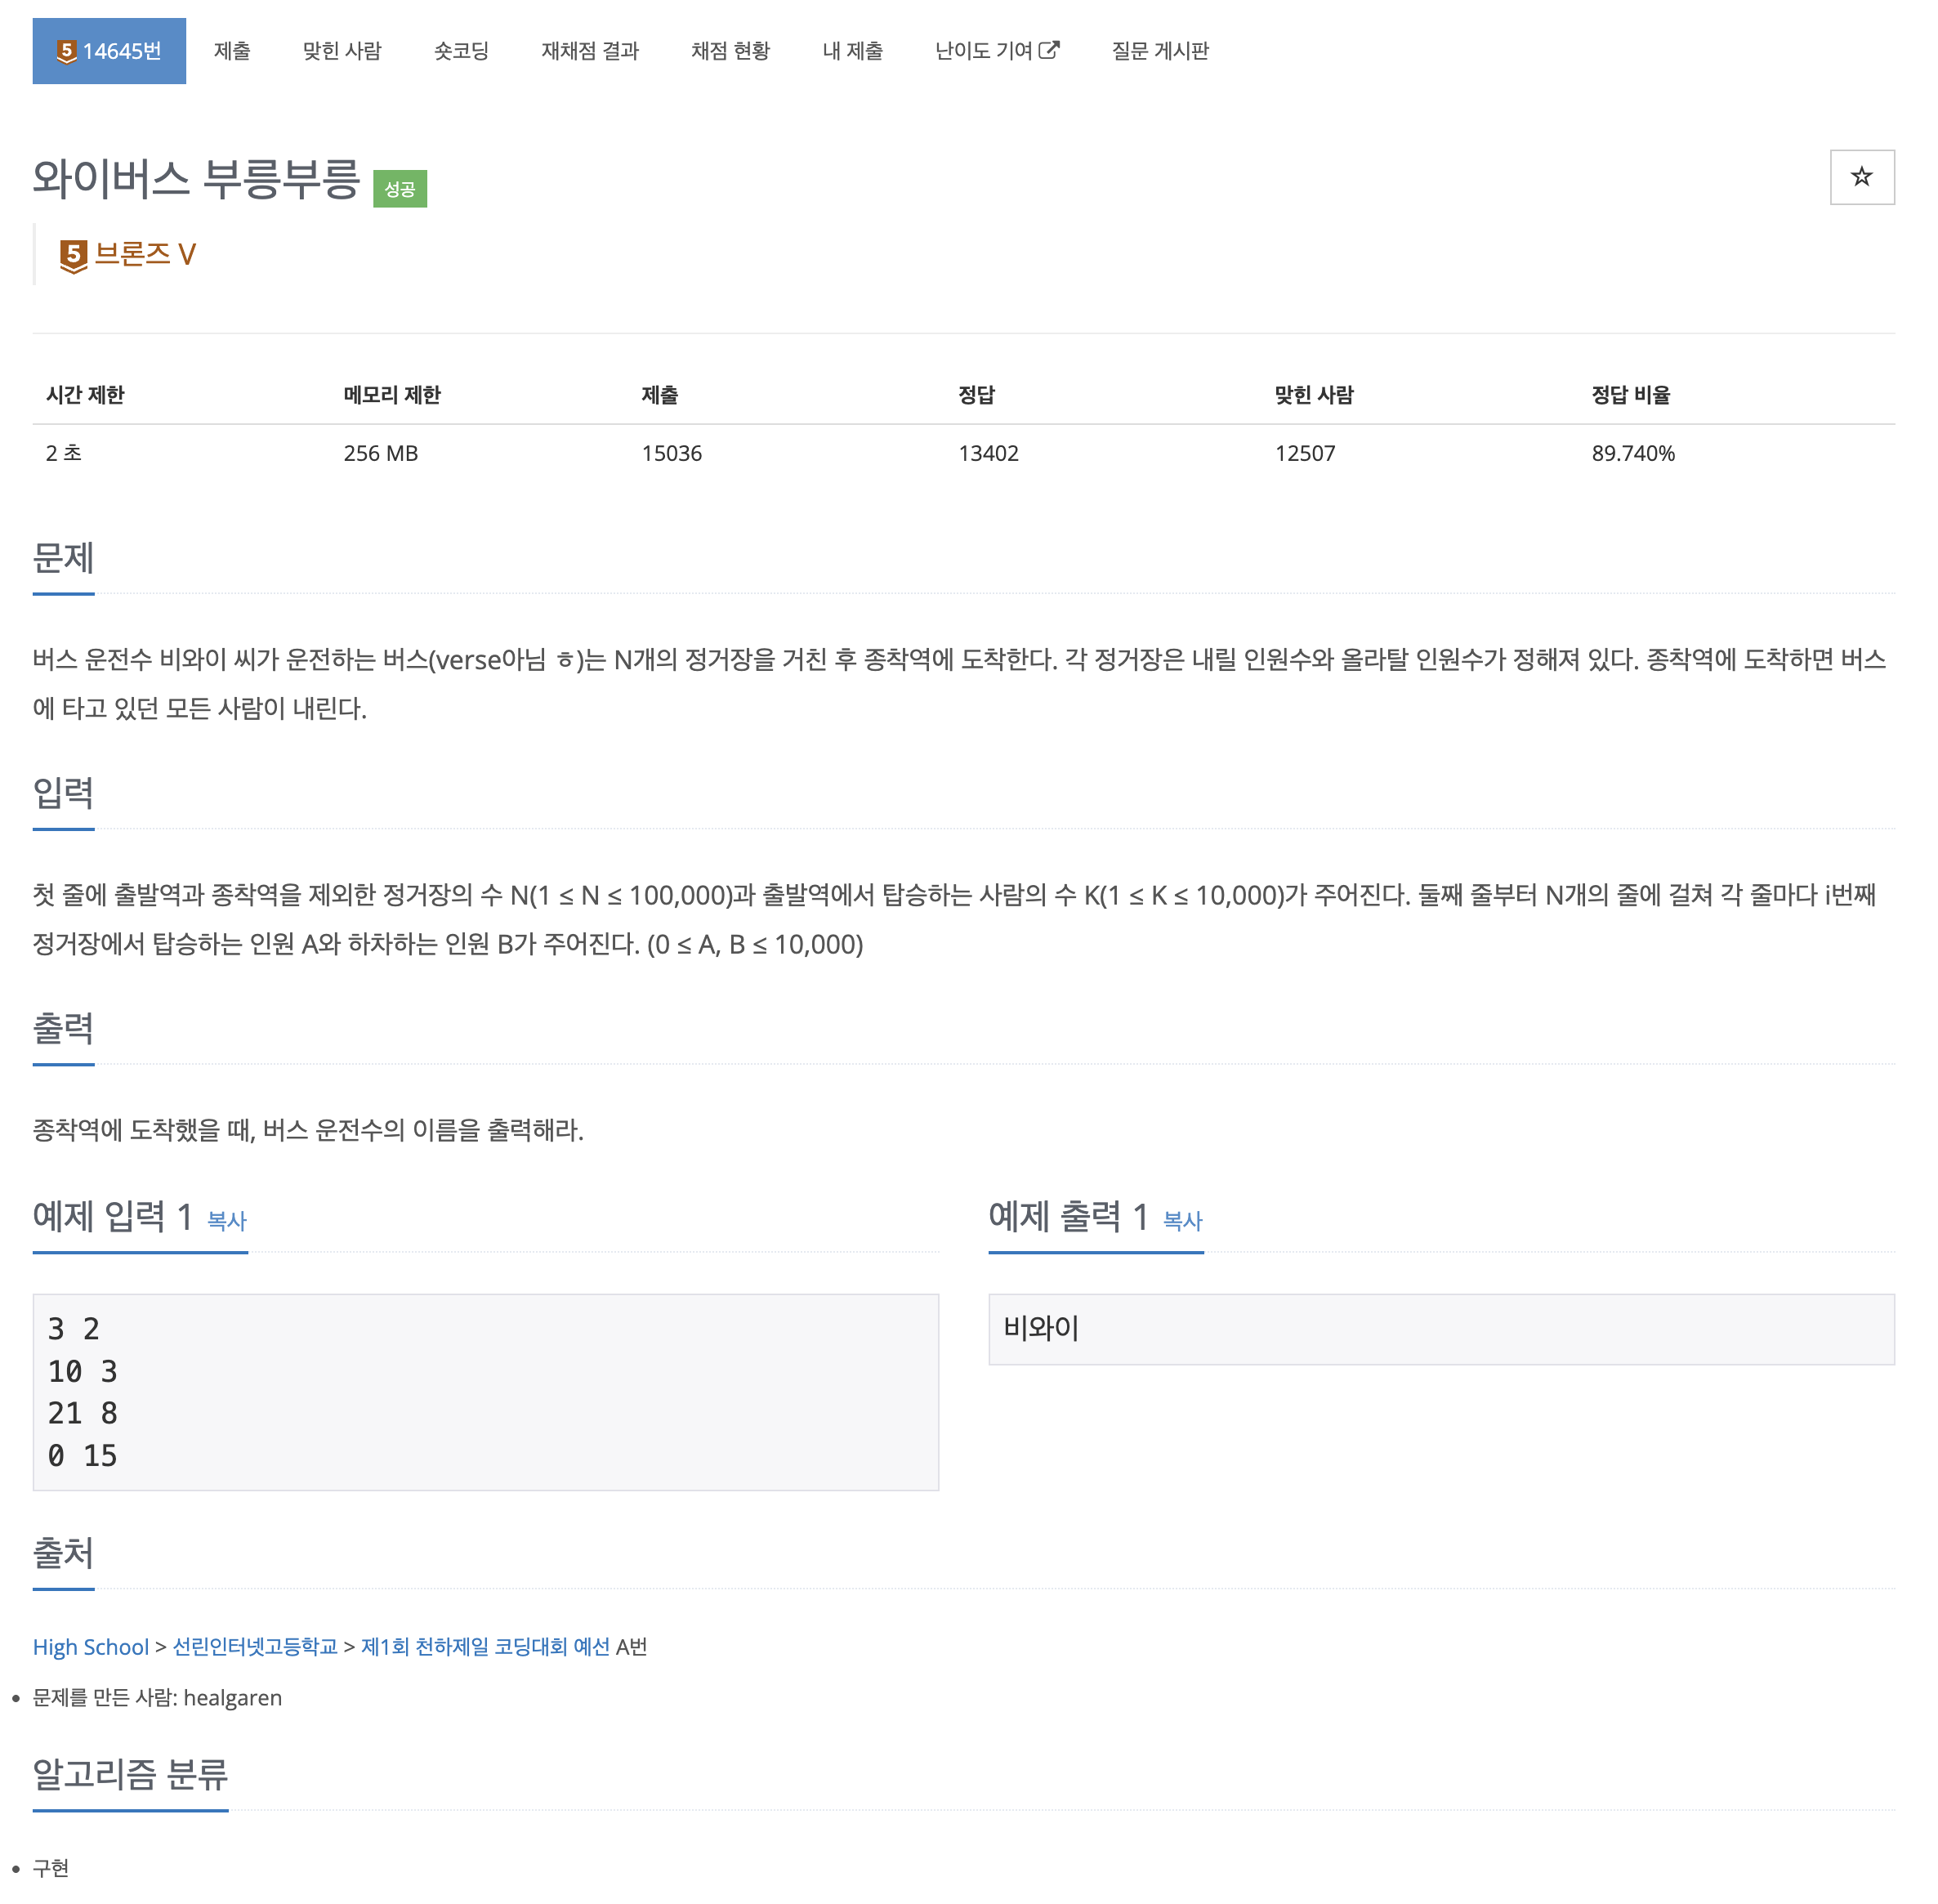 5 14645번 제출 맞힌 사람 숏코딩 재채점 결과 채점 현황 내 제출 난이도 기여 질문 게시판
와이버스 부릉부릉 성공
5 브론즈 V
시간 제한 메모리 제한 제출 정답 맞힌 사람 정답 비율
2 초 256 MB 15036 13402 12507 89.740%
문제
버스 운전수 비와이 씨가 운전하는 버스(verse아님 ㅎ)는 N개의 정거장을 거친 후 종착역에 도착한다. 각 정거장은 내릴 인원수와 올라탈 인원수가 정해져 있다. 종착역에 도착하면 버스
에 타고 있던 모든 사람이 내린다.
입력
첫 줄에 출발역과 종착역을 제외한 정거장의 수 N(1 ≤ N ≤ 100,000)과 출발역에서 탑승하는 사람의 수 K(1 ≤ K ≤ 10,000)가 주어진다. 둘째 줄부터 N개의 줄에 걸쳐 각 줄마다 i번째
정거장에서 탑승하는 인원 A와 하차하는 인원 B가 주어진다. (0 ≤ A, B ≤ 10,000)
출력
종착역에 도착했을 때, 버스 운전수의 이름을 출력해라.
예제 입력 1 복사
3 2
10 3
21 8
0 15
예제 출력 1 복사
비와이
출처
High School > 선린인터넷고등학교 > 제1회 천하제일 코딩대회 예선 A번
• 문제를 만든 사람: healgaren
알고리즘 분류
• 구현